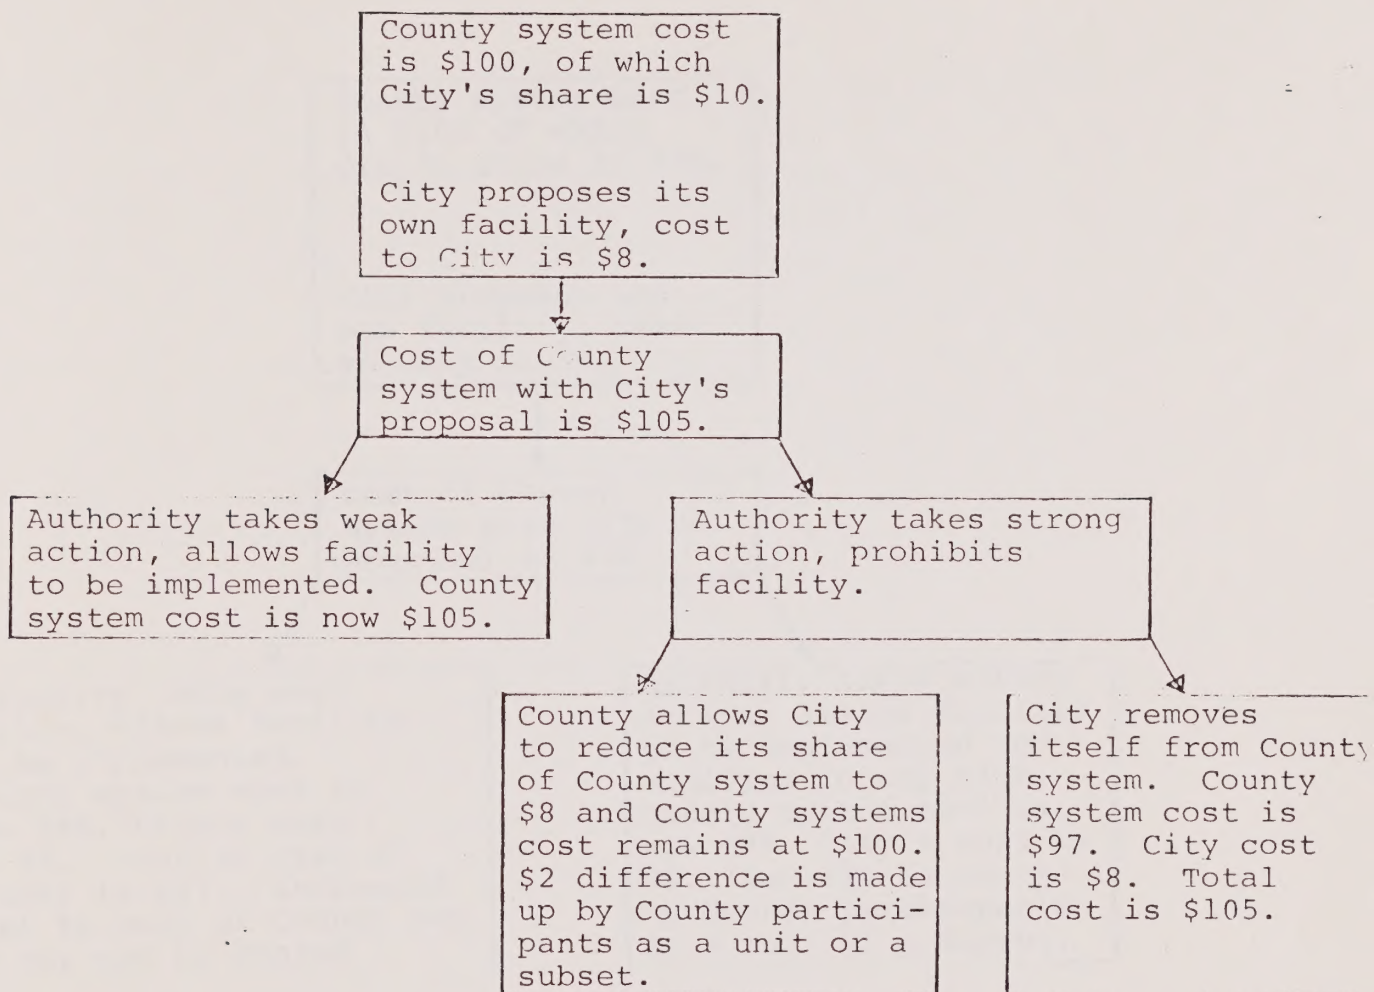 County system cost
is $100, of which
City's share is $10.
City proposes its
own facility, cost
to City is $8.
Cost of County
system with City's
proposal is $105.
Authority takes weak
action, allows facility
to be implemented. County
system cost is now $105.
Authority takes strong
action, prohibits
facility.
County allows City
to reduce its share
of County system to
$8 and County systems
cost remains at $100.
$2 difference is made
up by County partici-
pants as a unit or a
subset.
City removes
itself from County
system. County
system cost is
$97. City cost
is $8. Total
cost is $105.